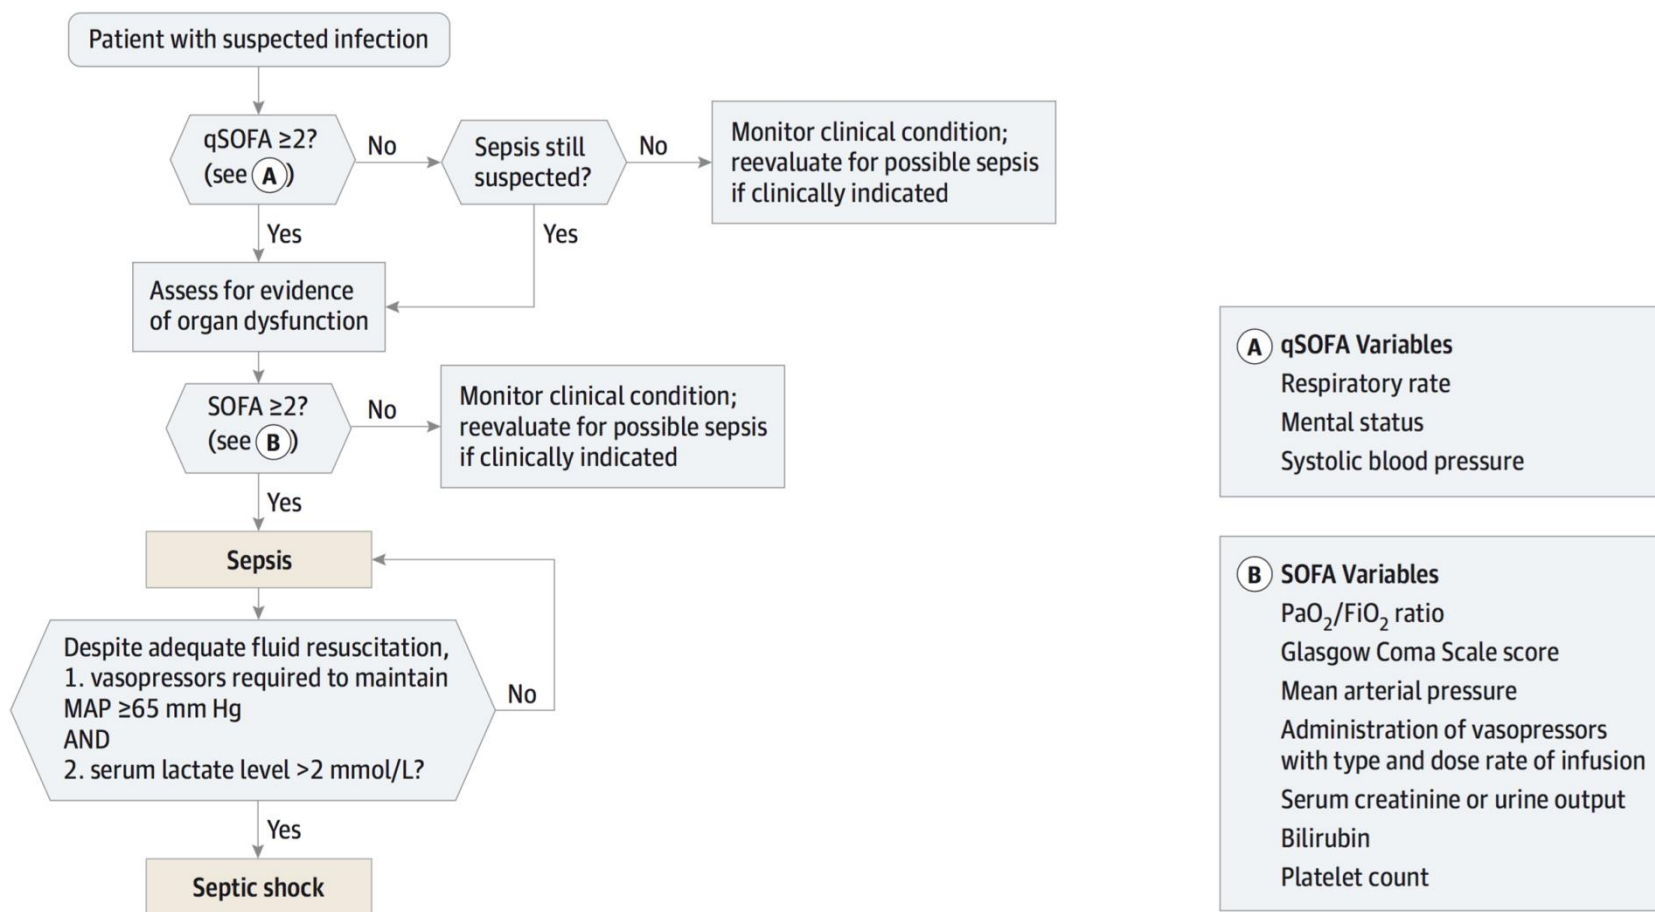 Patient with suspected infection
qSOFA ≥2?
(see A)
No
Sepsis still
suspected?
No
Monitor clinical condition;
reevaluate for possible sepsis
if clinically indicated
Yes
Yes
Assess for evidence
of organ dysfunction
SOFA ≥2?
(see B)
No
Monitor clinical condition;
reevaluate for possible sepsis
if clinically indicated
Yes
Sepsis
Despite adequate fluid resuscitation,
1. vasopressors required to maintain
MAP ≥65 mm Hg
AND
2. serum lactate level >2 mmol/L?
No
Yes
Septic shock
A qSOFA Variables
Respiratory rate
Mental status
Systolic blood pressure
B SOFA Variables
PaO₂/FiO₂ ratio
Glasgow Coma Scale score
Mean arterial pressure
Administration of vasopressors
with type and dose rate of infusion
Serum creatinine or urine output
Bilirubin
Platelet count